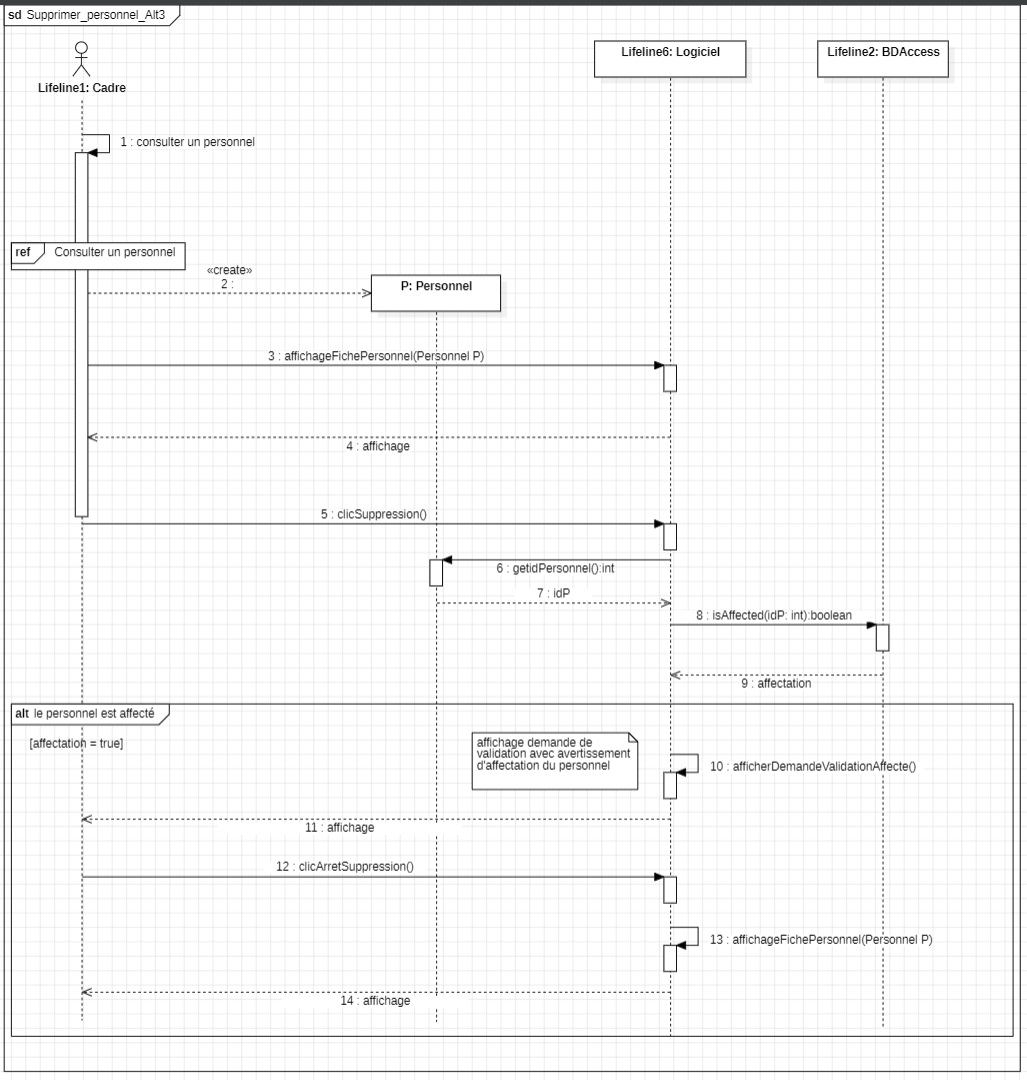 sd Supprimer_personnel_Alt3
Lifeline1: Cadre
Lifeline6: Logiciel
Lifeline2: BDAccess
1 : consulter un personnel
ref Consulter un personnel
«create»
2 :
P: Personnel
3 : affichageFichePersonnel(Personnel P)
4 : affichage
5 : clicSuppression()
6 : getidPersonnel():int
7 : idP
8 : isAffected(idP: int):boolean
9 : affectation
alt le personnel est affecté
[affectation = true]
affichage demande de
validation avec avertissement
d'affectation du personnel
10 : afficherDemandeValidationAffecte()
11 : affichage
12 : clicArretSuppression()
13 : affichageFichePersonnel(Personnel P)
14 : affichage